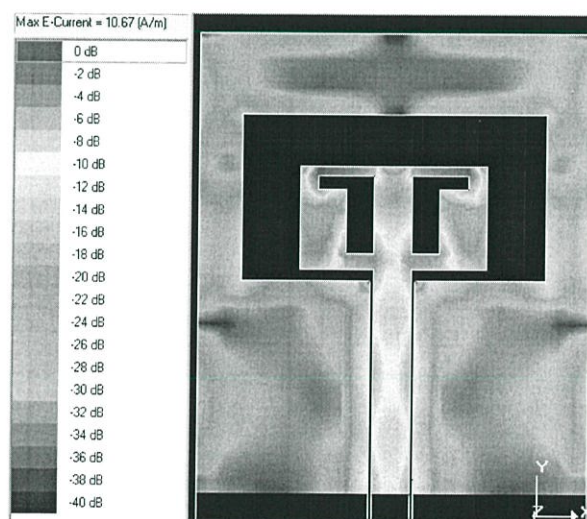 Max E-Current = 10.67 (A/m)
0 dB
-2 dB
-4 dB
-6 dB
-8 dB
-10 dB
-12 dB
-14 dB
-16 dB
-18 dB
-20 dB
-22 dB
-24 dB
-26 dB
-28 dB
-30 dB
-32 dB
-34 dB
-36 dB
-38 dB
-40 dB
Y
Z
X